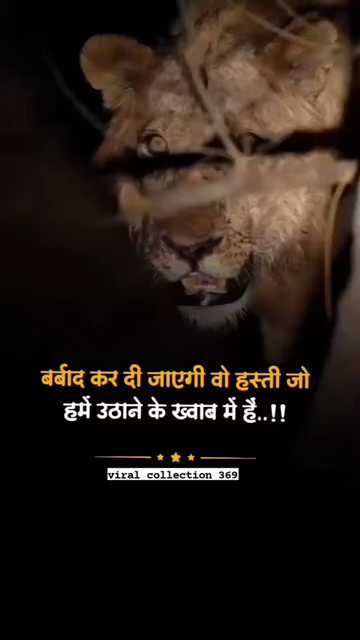 बर्बाद कर दी जाएगी वो हस्ती जो
हमें उठाने के ख्वाब में हैं..!!
viral collection 369